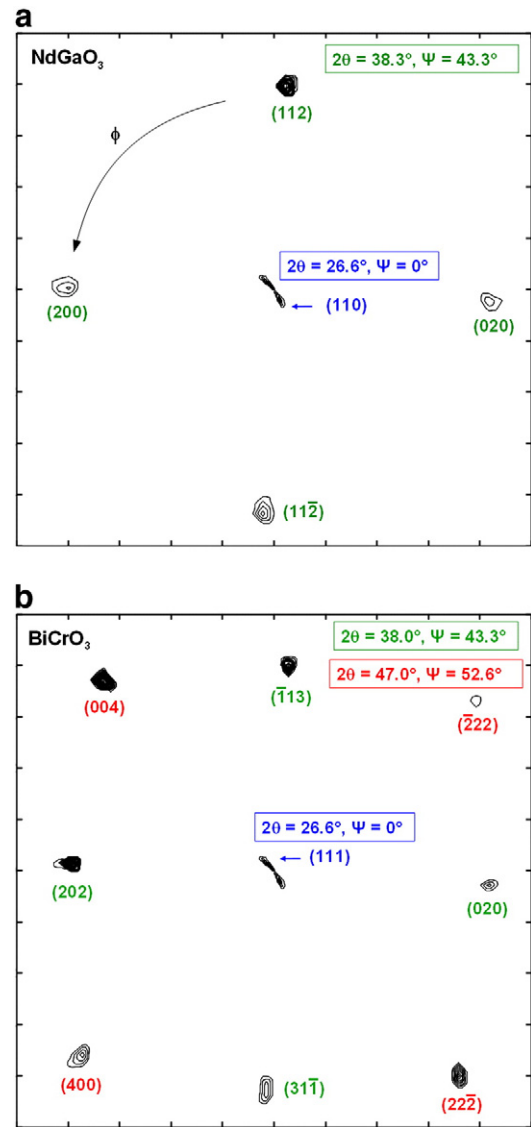 a
NdGaO₃
2θ = 38.3°, Ψ = 43.3°
(112)
ϕ
2θ = 26.6°, Ψ = 0°
(200)
(110)
(020)
(112̅)
b
BiCrO₃
2θ = 38.0°, Ψ = 43.3°
2θ = 47.0°, Ψ = 52.6°
(004)
(1̅13)
(2̅22)
2θ = 26.6°, Ψ = 0°
(111)
(202)
(020)
(400)
(311̅)
(222̅)